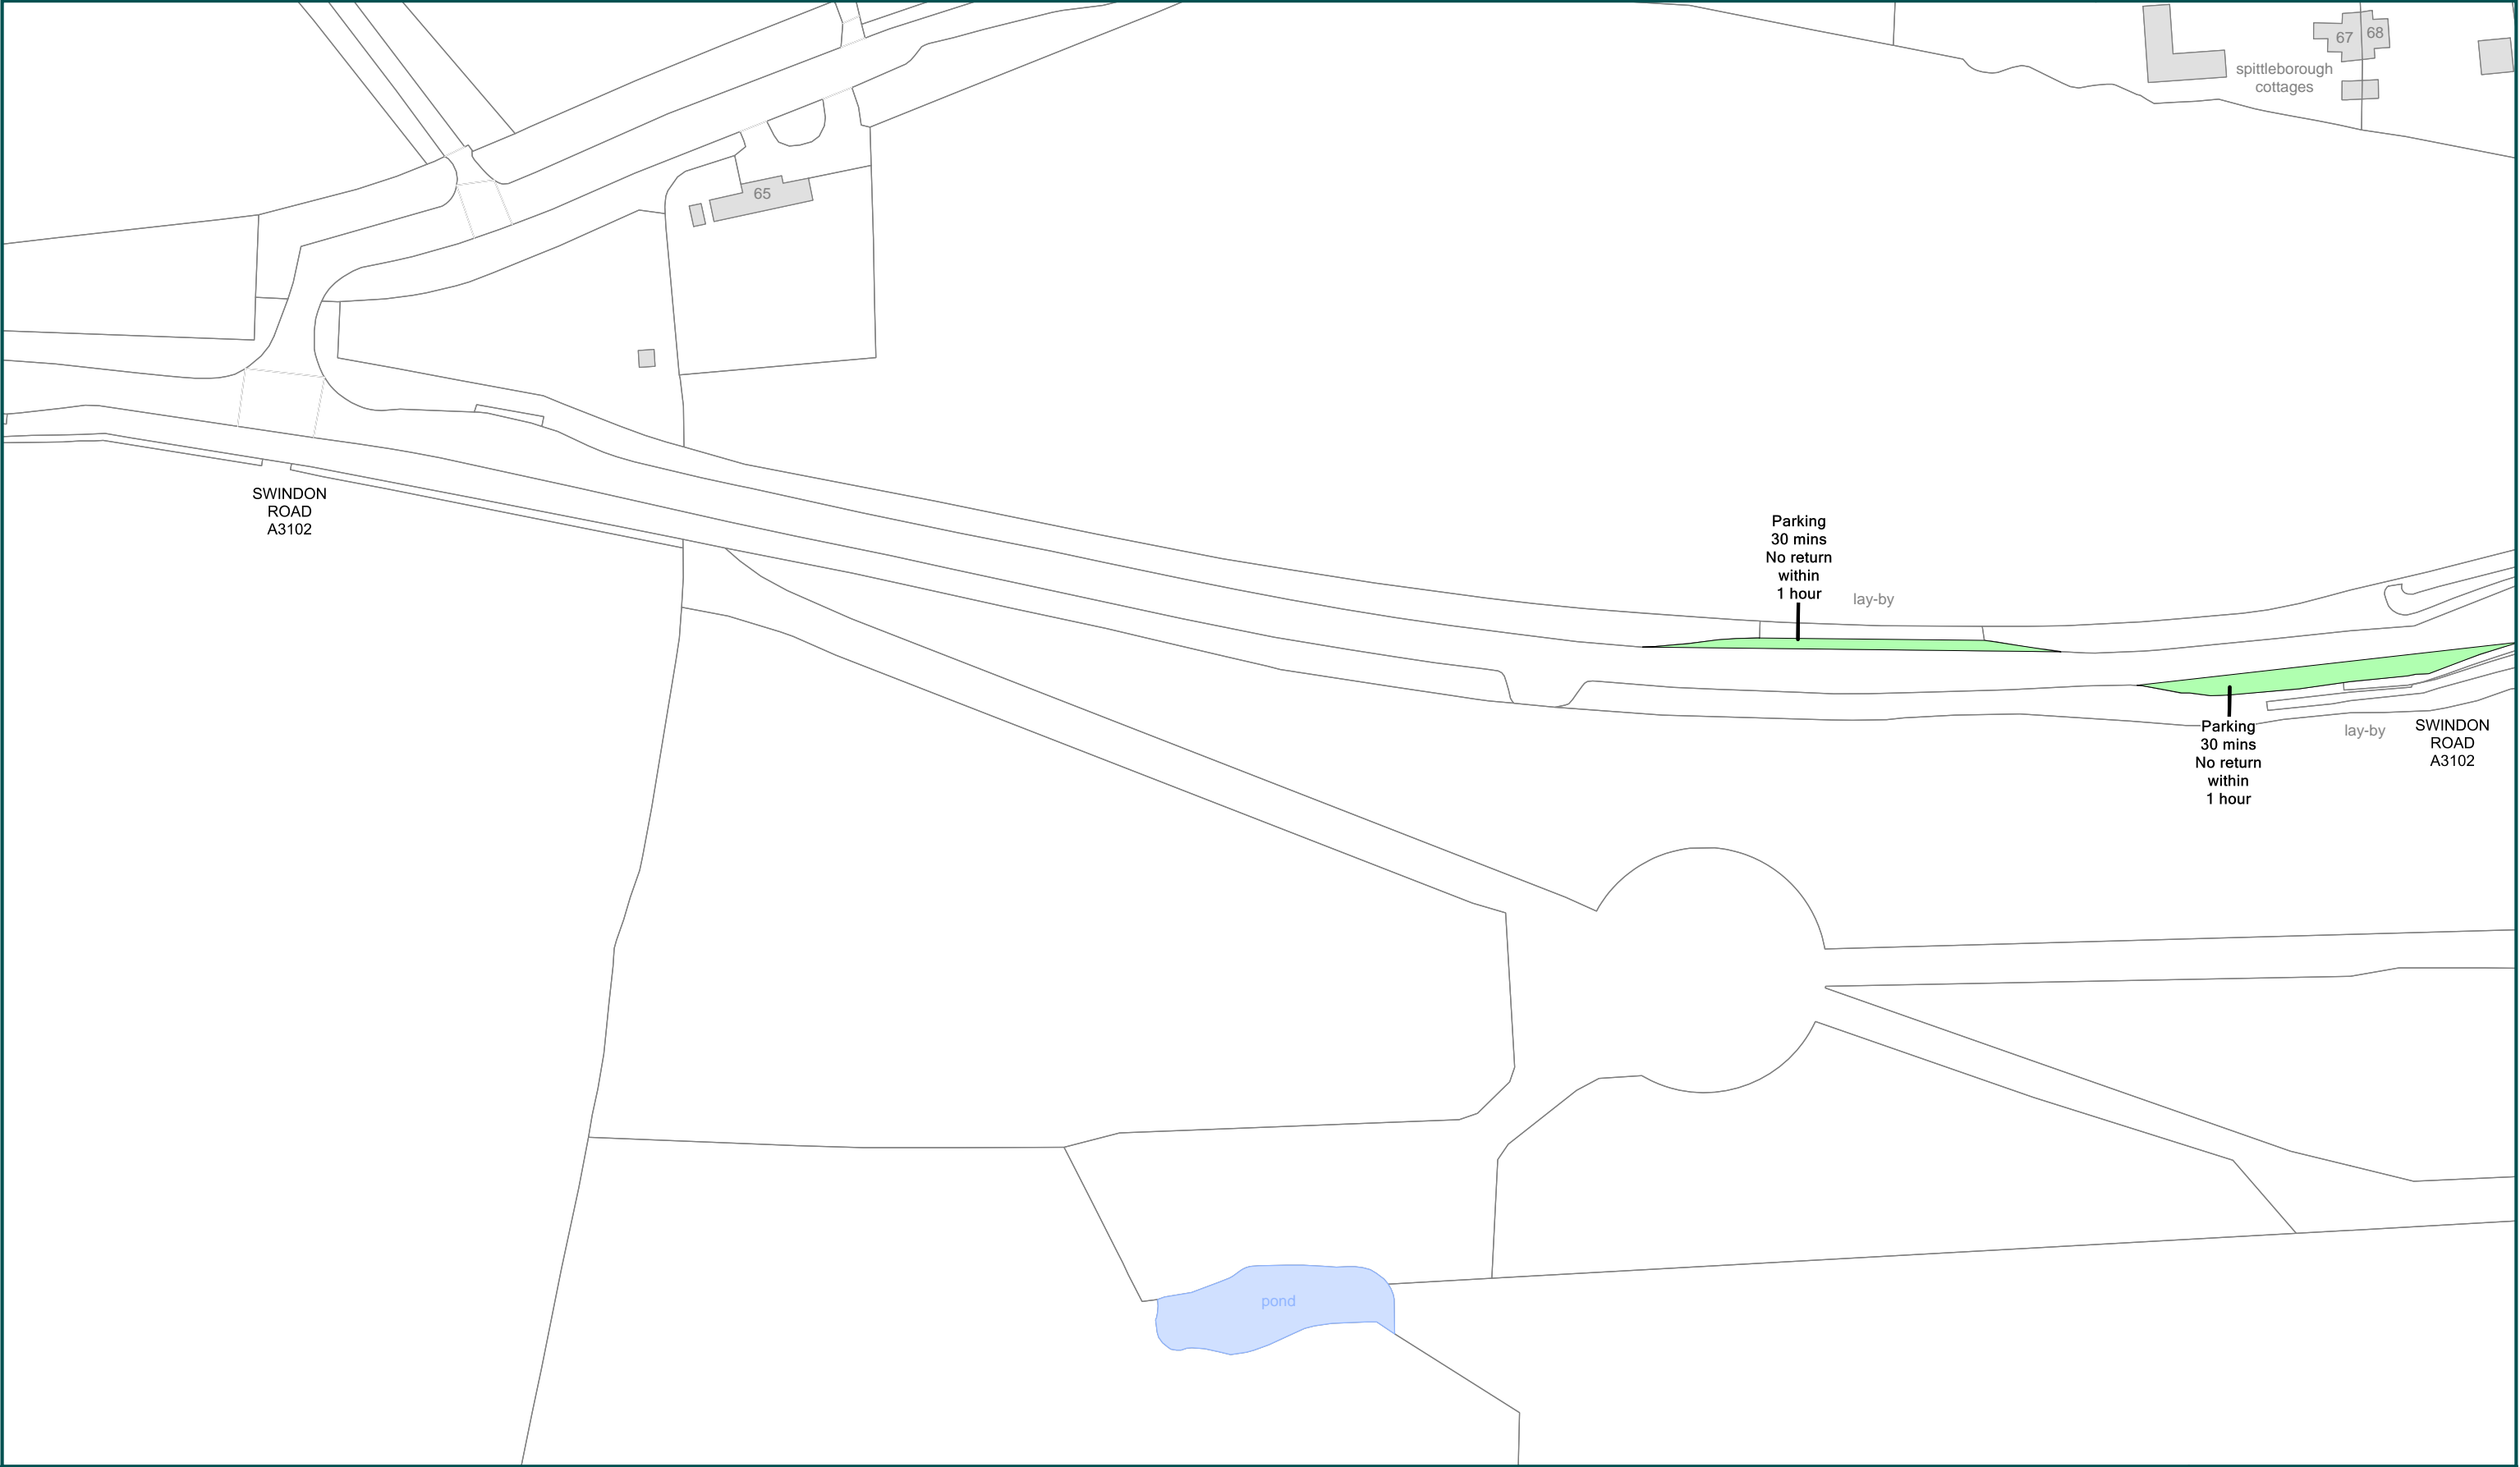 67
68
spittleborough
cottages
65
SWINDON
ROAD
A3102
Parking
30 mins
No return
within
1 hour
lay-by
Parking
30 mins
No return
within
1 hour
lay-by
SWINDON
ROAD
A3102
pond